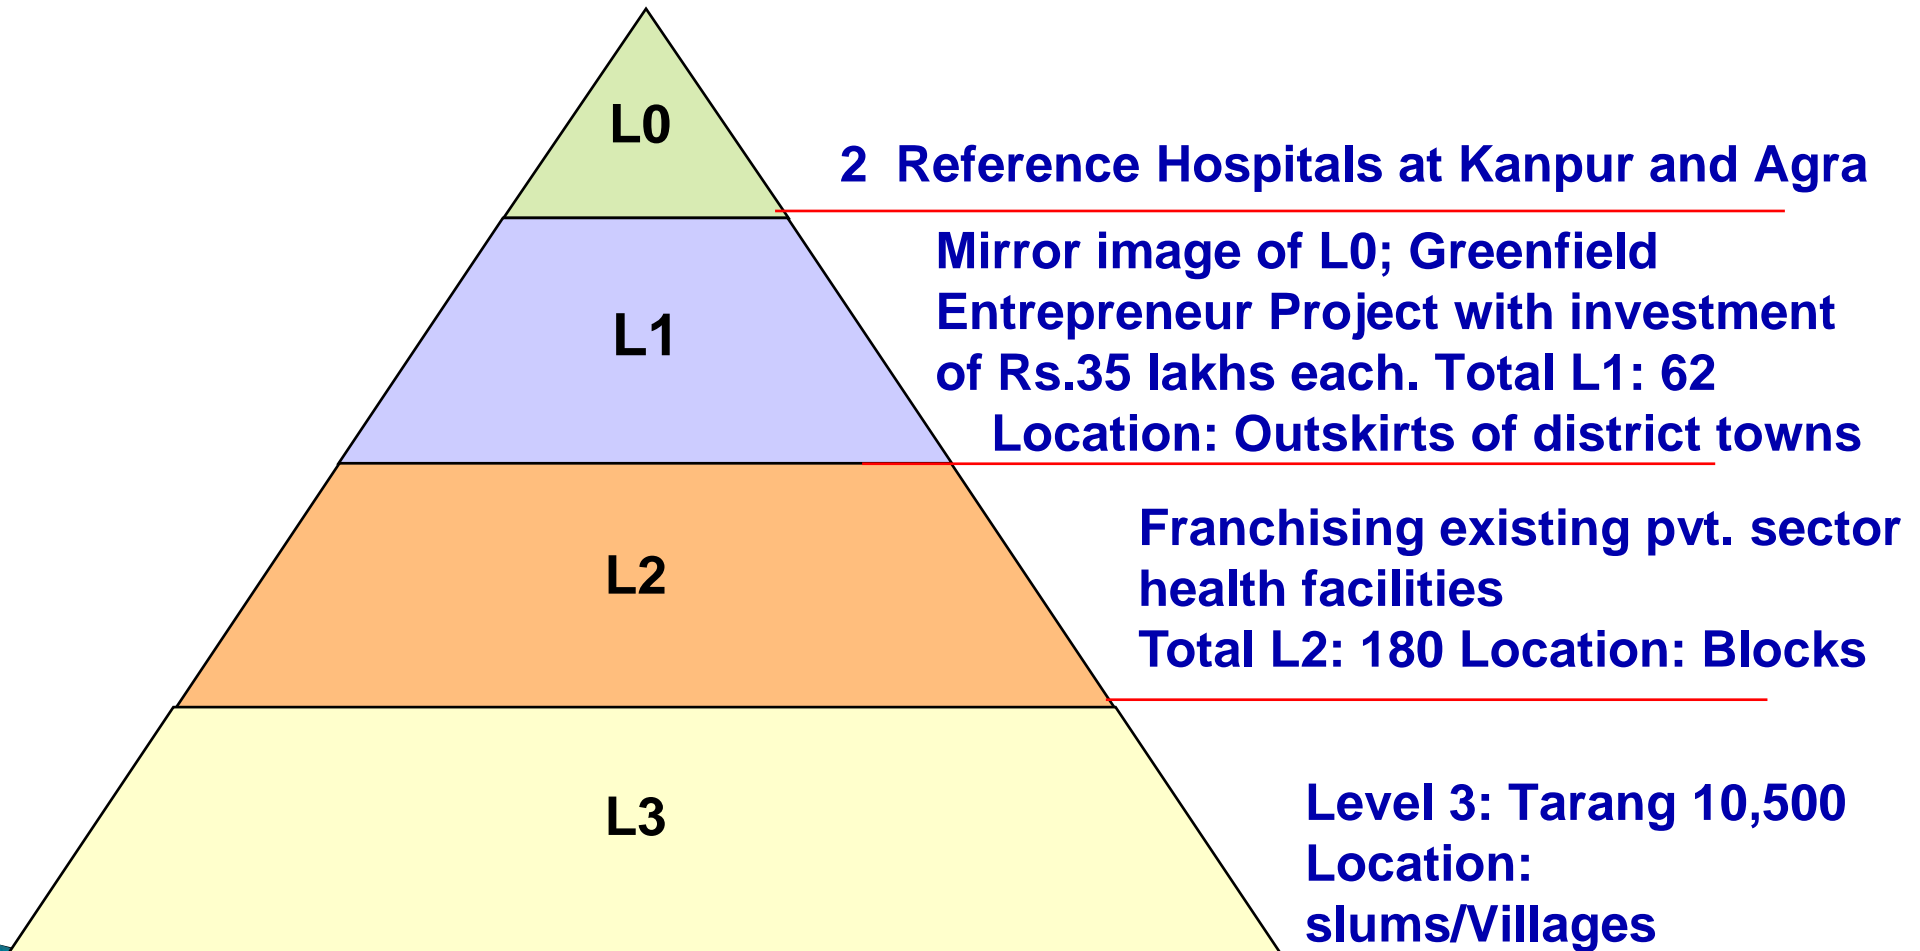 L0
2 Reference Hospitals at Kanpur and Agra
L1
Mirror image of L0; Greenfield
Entrepreneur Project with investment
of Rs.35 lakhs each. Total L1: 62
Location: Outskirts of district towns
L2
Franchising existing pvt. sector
health facilities
Total L2: 180 Location: Blocks
L3
Level 3: Tarang 10,500
Location:
slums/Villages